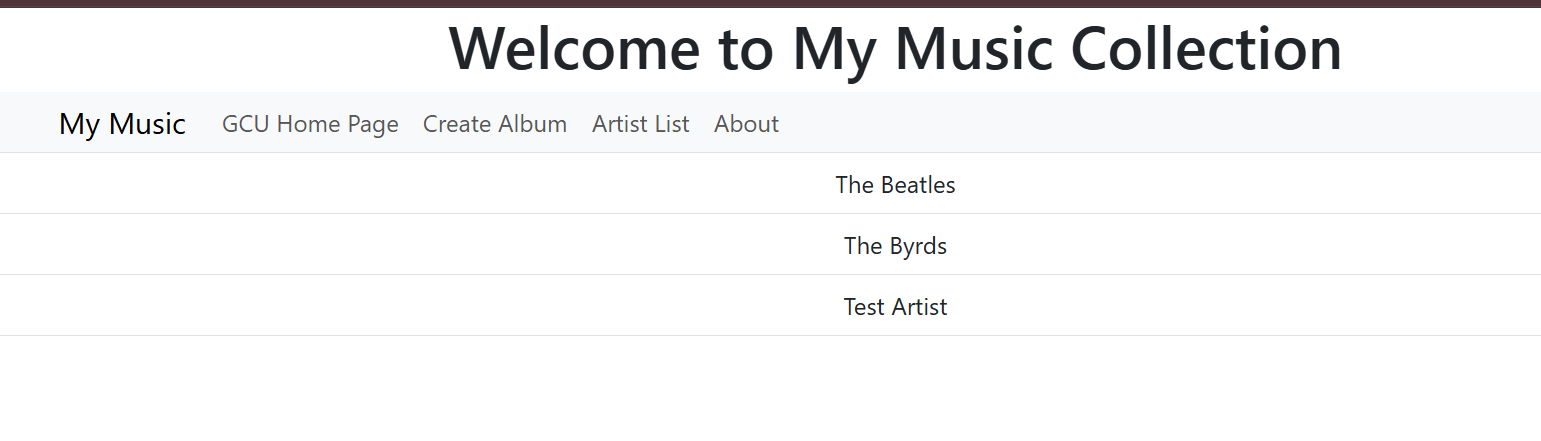 Welcome to My Music Collection
My Music GCU Home Page Create Album Artist List About
The Beatles
The Byrds
Test Artist